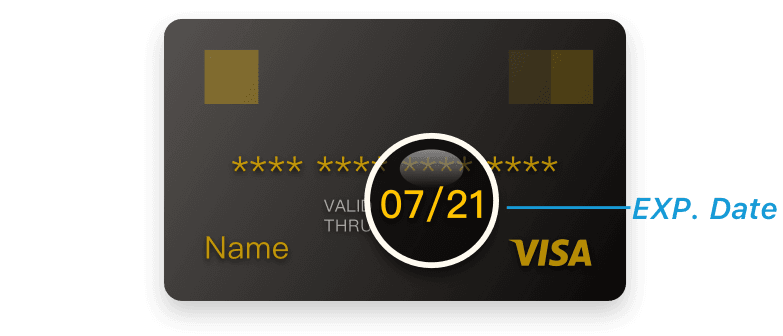 **** **** **** ****
VALID
THRU
07/21
EXP. Date
Name
VISA